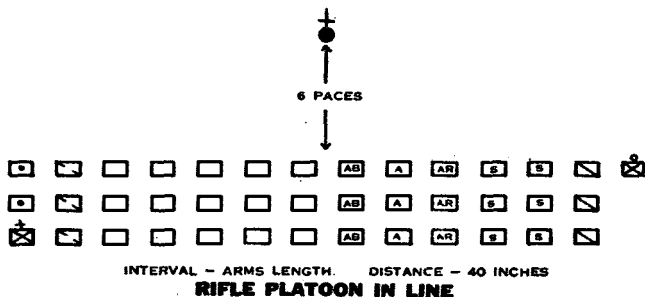 6 PACES
AB A AR S S
AB A AR S S
AB A AR S S
INTERVAL - ARMS LENGTH. DISTANCE - 40 INCHES
RIFLE PLATOON IN LINE